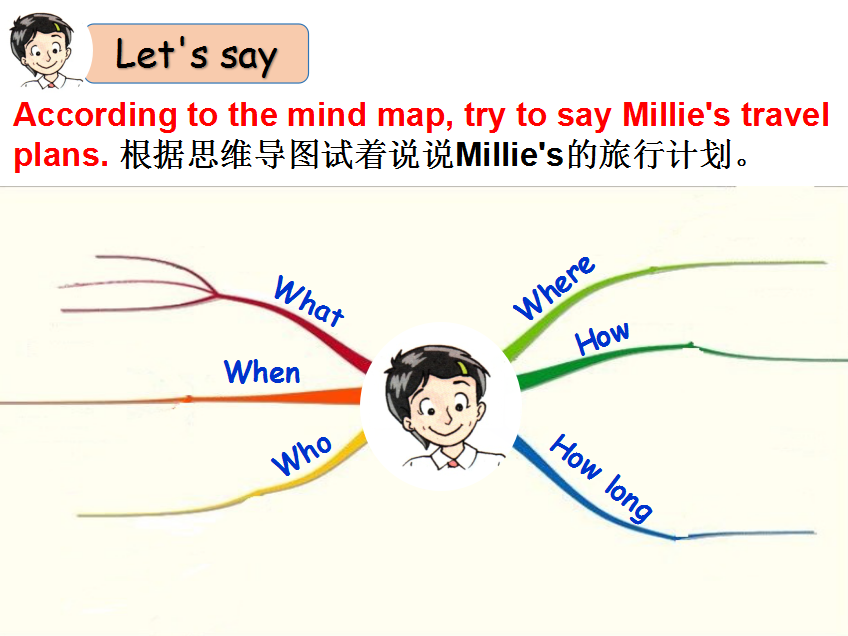 Let's say
According to the mind map, try to say Millie's travel
plans. 根据思维导图试着说说Millie's的旅行计划。
What
Where
How
When
Who
How long